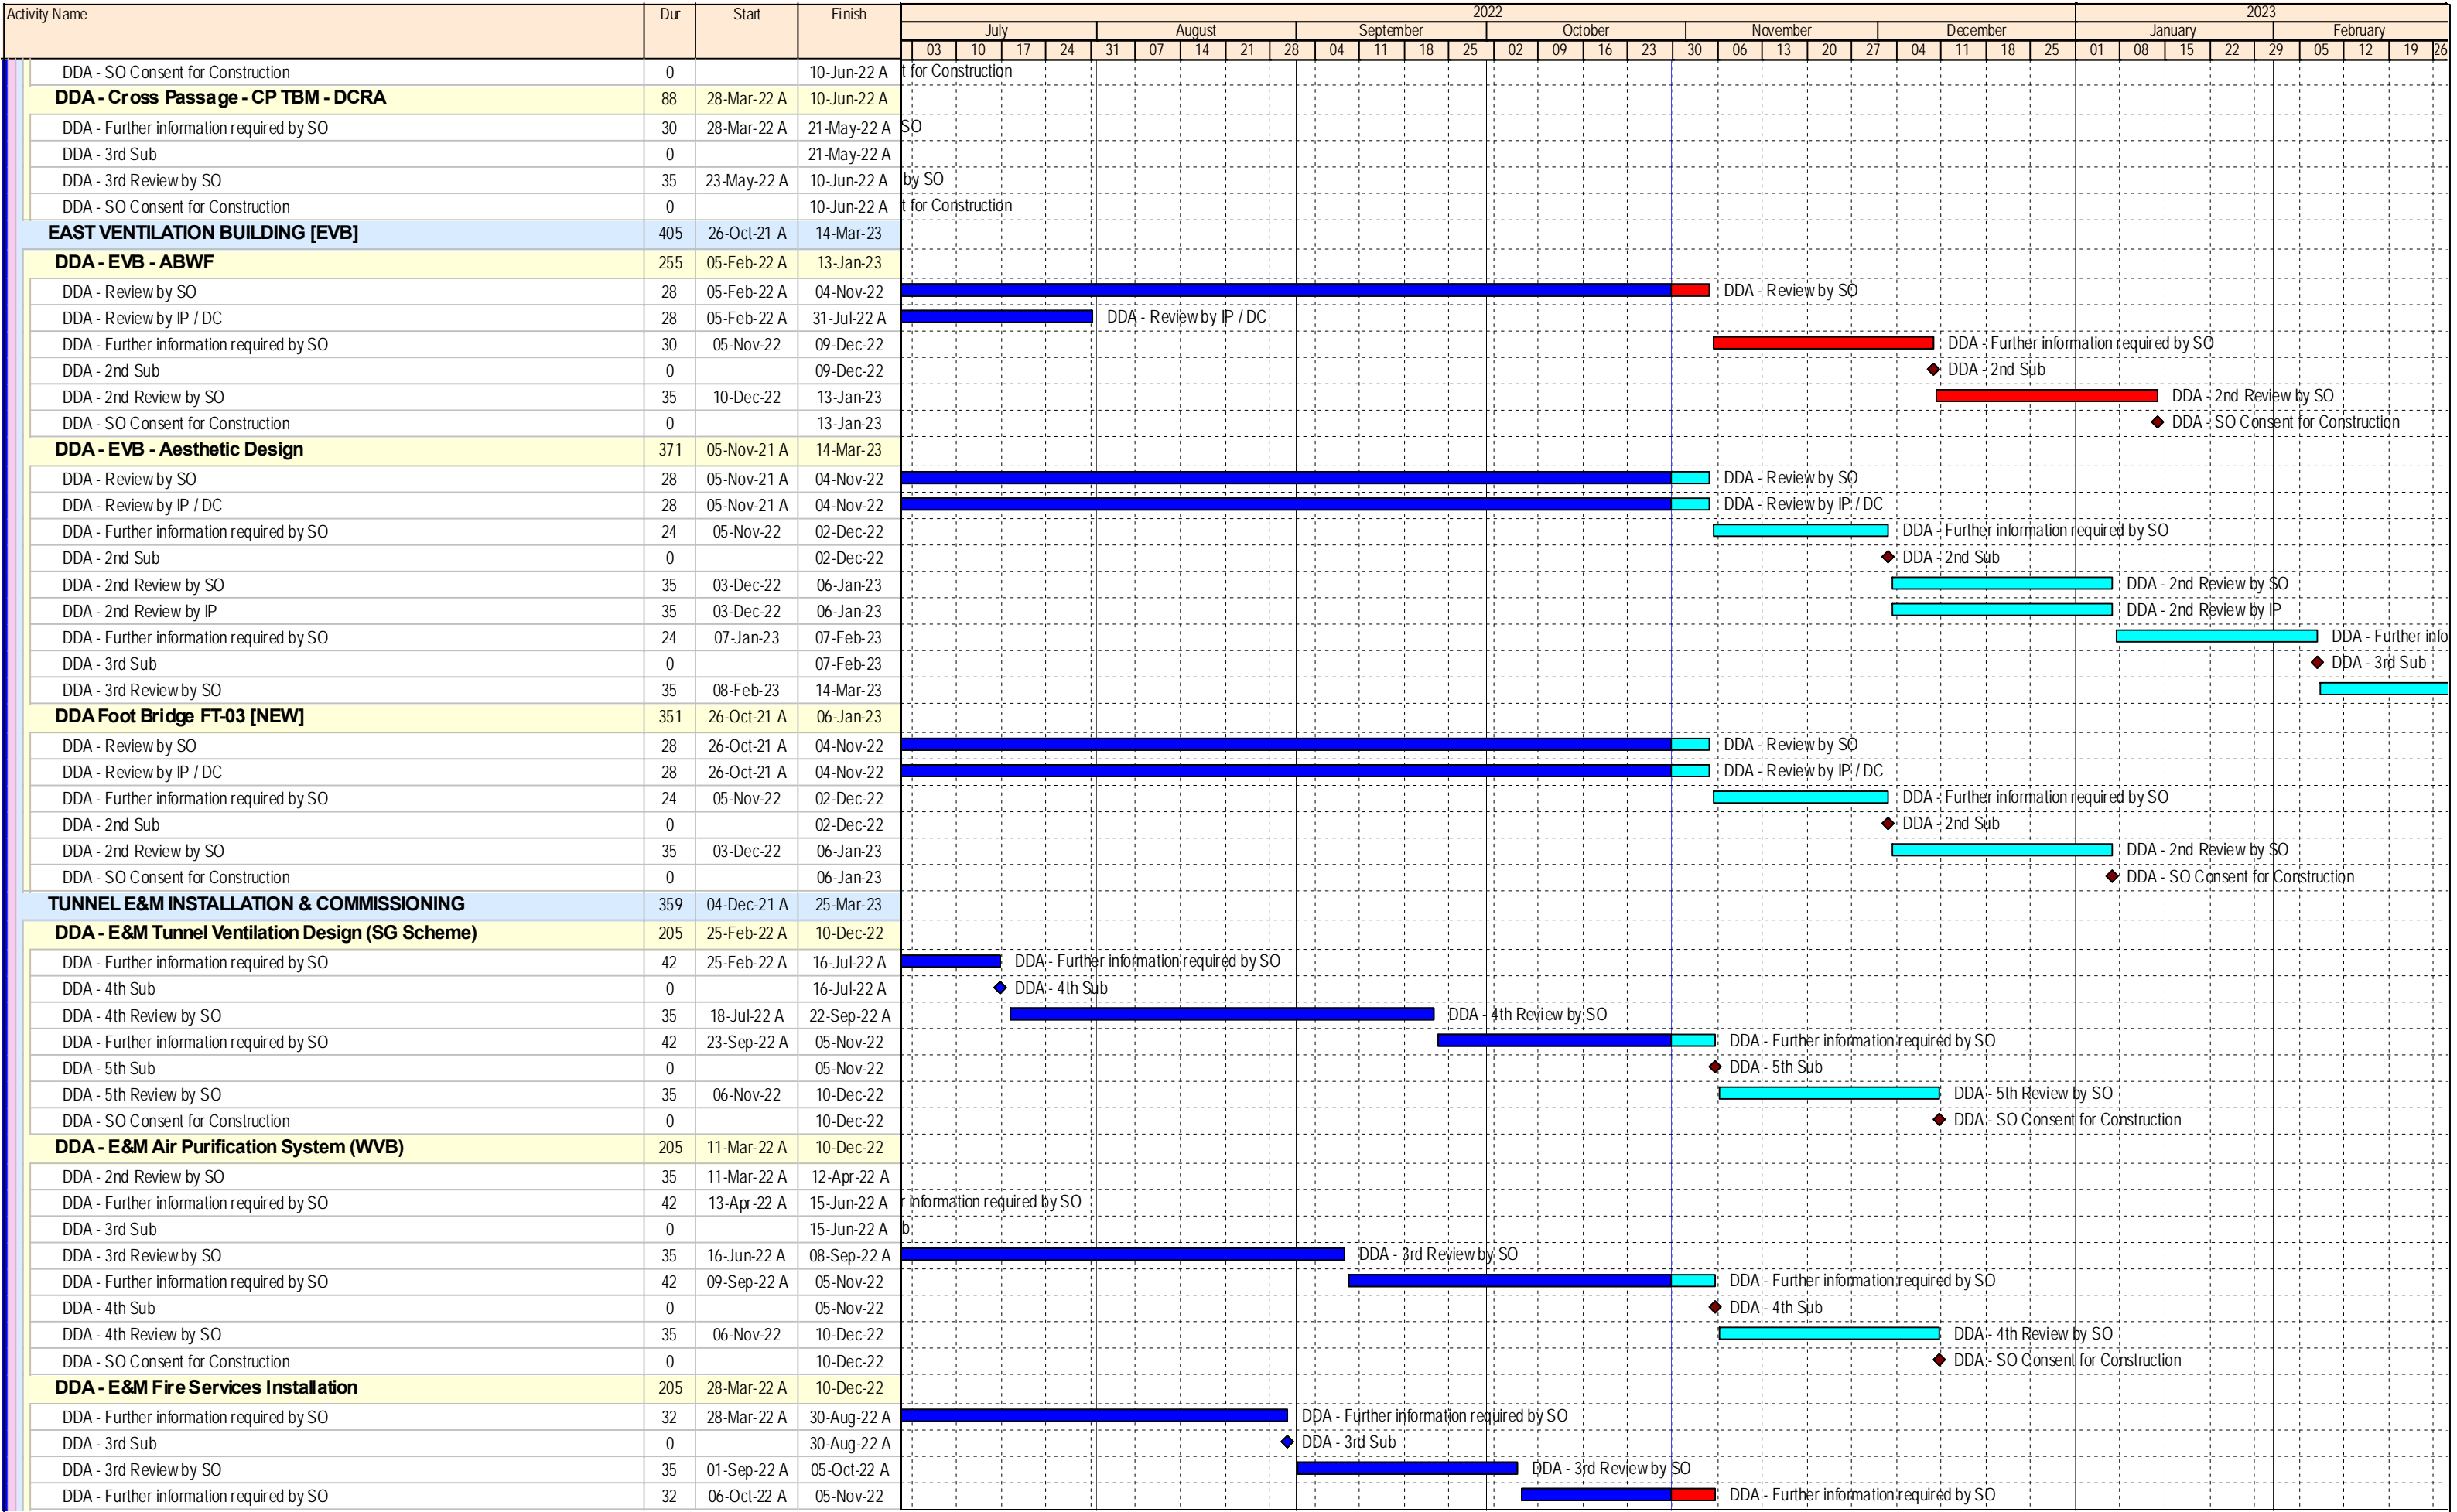 Activity Name Dur Start Finish 2022 2023
July August September October November December January February
03 10 17 24 31 07 14 21 28 04 11 18 25 02 09 16 23 30 06 13 20 27 04 11 18 25 01 08 15 22 29 05 12 19 26
DDA - SO Consent for Construction 0 10-Jun-22 A t for Construction
DDA - Cross Passage - CP TBM - DCRA 88 28-Mar-22 A 10-Jun-22 A
DDA - Further information required by SO 30 28-Mar-22 A 21-May-22 A SO
DDA - 3rd Sub 0 21-May-22 A
DDA - 3rd Review by SO 35 23-May-22 A 10-Jun-22 A by SO
DDA - SO Consent for Construction 0 10-Jun-22 A t for Construction
EAST VENTILATION BUILDING [EVB] 405 26-Oct-21 A 14-Mar-23
DDA - EVB - ABWF 255 05-Feb-22 A 13-Jan-23
DDA - Review by SO 28 05-Feb-22 A 04-Nov-22 DDA - Review by SO
DDA - Review by IP / DC 28 05-Feb-22 A 31-Jul-22 A DDA - Review by IP / DC
DDA - Further information required by SO 30 05-Nov-22 09-Dec-22 DDA - Further information required by SO
DDA - 2nd Sub 0 09-Dec-22 DDA - 2nd Sub
DDA - 2nd Review by SO 35 10-Dec-22 13-Jan-23 DDA - 2nd Review by SO
DDA - SO Consent for Construction 0 13-Jan-23 DDA - SO Consent for Construction
DDA - EVB - Aesthetic Design 371 05-Nov-21 A 14-Mar-23
DDA - Review by SO 28 05-Nov-21 A 04-Nov-22 DDA - Review by SO
DDA - Review by IP / DC 28 05-Nov-21 A 04-Nov-22 DDA - Review by IP / DC
DDA - Further information required by SO 24 05-Nov-22 02-Dec-22 DDA - Further information required by SO
DDA - 2nd Sub 0 02-Dec-22 DDA - 2nd Sub
DDA - 2nd Review by SO 35 03-Dec-22 06-Jan-23 DDA - 2nd Review by SO
DDA - 2nd Review by IP 35 03-Dec-22 06-Jan-23 DDA - 2nd Review by IP
DDA - Further information required by SO 24 07-Jan-23 07-Feb-23 DDA - Further info
DDA - 3rd Sub 0 07-Feb-23 DDA - 3rd Sub
DDA - 3rd Review by SO 35 08-Feb-23 14-Mar-23
DDA Foot Bridge FT-03 [NEW] 351 26-Oct-21 A 06-Jan-23
DDA - Review by SO 28 26-Oct-21 A 04-Nov-22 DDA - Review by SO
DDA - Review by IP / DC 28 26-Oct-21 A 04-Nov-22 DDA - Review by IP / DC
DDA - Further information required by SO 24 05-Nov-22 02-Dec-22 DDA - Further information required by SO
DDA - 2nd Sub 0 02-Dec-22 DDA - 2nd Sub
DDA - 2nd Review by SO 35 03-Dec-22 06-Jan-23 DDA - 2nd Review by SO
DDA - SO Consent for Construction 0 06-Jan-23 DDA - SO Consent for Construction
TUNNEL E&M INSTALLATION & COMMISSIONING 359 04-Dec-21 A 25-Mar-23
DDA - E&M Tunnel Ventilation Design (SG Scheme) 205 25-Feb-22 A 10-Dec-22
DDA - Further information required by SO 42 25-Feb-22 A 16-Jul-22 A DDA - Further information required by SO
DDA - 4th Sub 0 16-Jul-22 A DDA - 4th Sub
DDA - 4th Review by SO 35 18-Jul-22 A 22-Sep-22 A DDA - 4th Review by SO
DDA - Further information required by SO 42 23-Sep-22 A 05-Nov-22 DDA - Further information required by SO
DDA - 5th Sub 0 05-Nov-22 DDA - 5th Sub
DDA - 5th Review by SO 35 06-Nov-22 10-Dec-22 DDA - 5th Review by SO
DDA - SO Consent for Construction 0 10-Dec-22 DDA - SO Consent for Construction
DDA - E&M Air Purification System (WVB) 205 11-Mar-22 A 10-Dec-22
DDA - 2nd Review by SO 35 11-Mar-22 A 12-Apr-22 A
DDA - Further information required by SO 42 13-Apr-22 A 15-Jun-22 A r information required by SO
DDA - 3rd Sub 0 15-Jun-22 A b
DDA - 3rd Review by SO 35 16-Jun-22 A 08-Sep-22 A DDA - 3rd Review by SO
DDA - Further information required by SO 42 09-Sep-22 A 05-Nov-22 DDA - Further information required by SO
DDA - 4th Sub 0 05-Nov-22 DDA - 4th Sub
DDA - 4th Review by SO 35 06-Nov-22 10-Dec-22 DDA - 4th Review by SO
DDA - SO Consent for Construction 0 10-Dec-22 DDA - SO Consent for Construction
DDA - E&M Fire Services Installation 205 28-Mar-22 A 10-Dec-22
DDA - Further information required by SO 32 28-Mar-22 A 30-Aug-22 A DDA - Further information required by SO
DDA - 3rd Sub 0 30-Aug-22 A DDA - 3rd Sub
DDA - 3rd Review by SO 35 01-Sep-22 A 05-Oct-22 A DDA - 3rd Review by SO
DDA - Further information required by SO 32 06-Oct-22 A 05-Nov-22 DDA - Further information required by SO